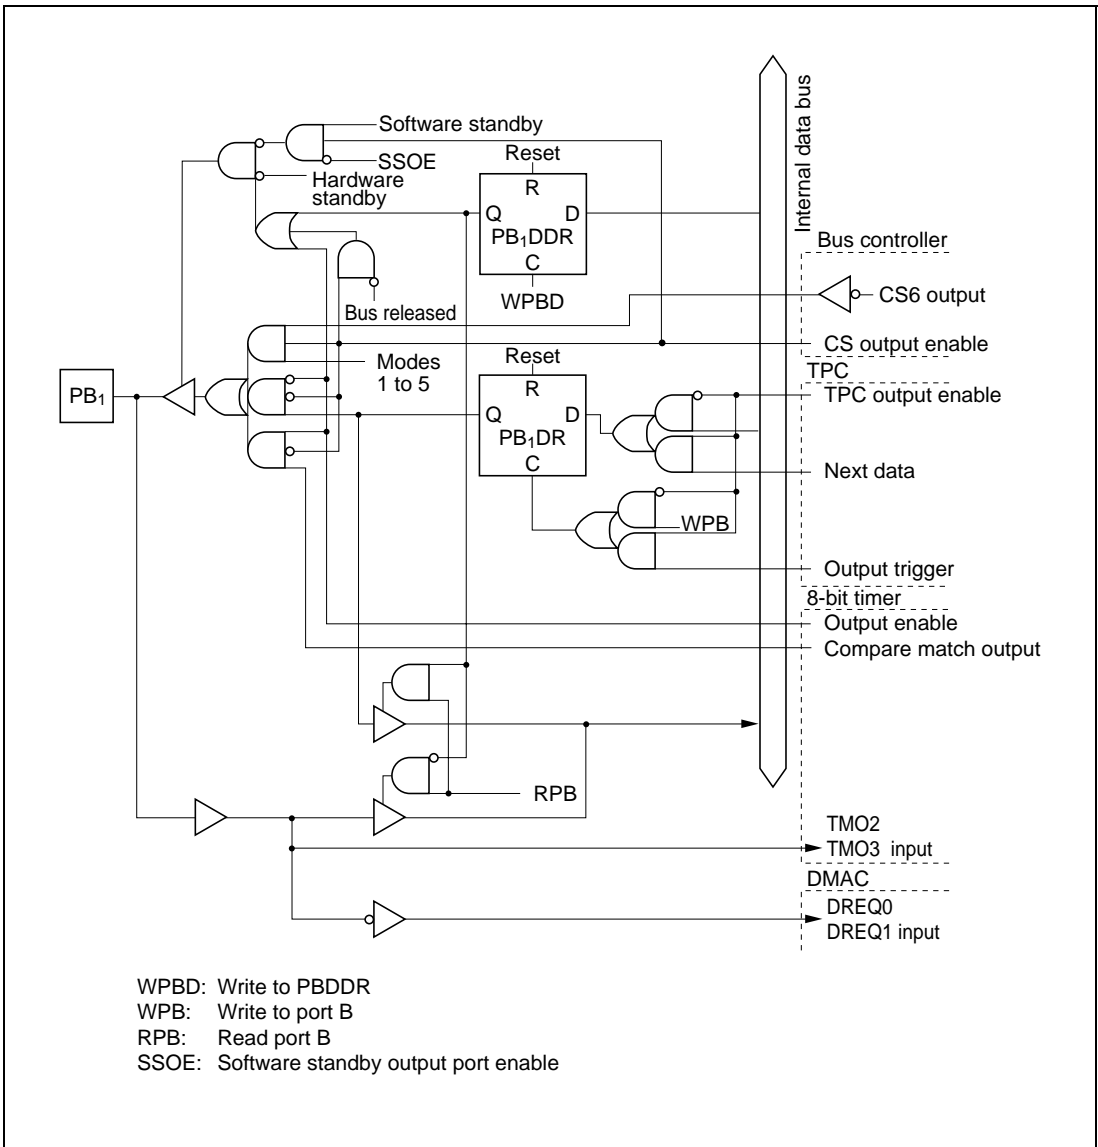 Software standby
SSOE
Hardware
standby
Reset
R
Q D
PB₁DDR
C
WPBD
Bus released
Internal data bus
Bus controller
CS6 output
CS output enable
Modes
1 to 5
PB₁
Reset
R
Q D
PB₁DR
C
TPC
TPC output enable
Next data
WPB
Output trigger
8-bit timer
Output enable
Compare match output
RPB
TMO2
TMO3 input
DMAC
DREQ0
DREQ1 input
WPBD: Write to PBDDR
WPB: Write to port B
RPB: Read port B
SSOE: Software standby output port enable